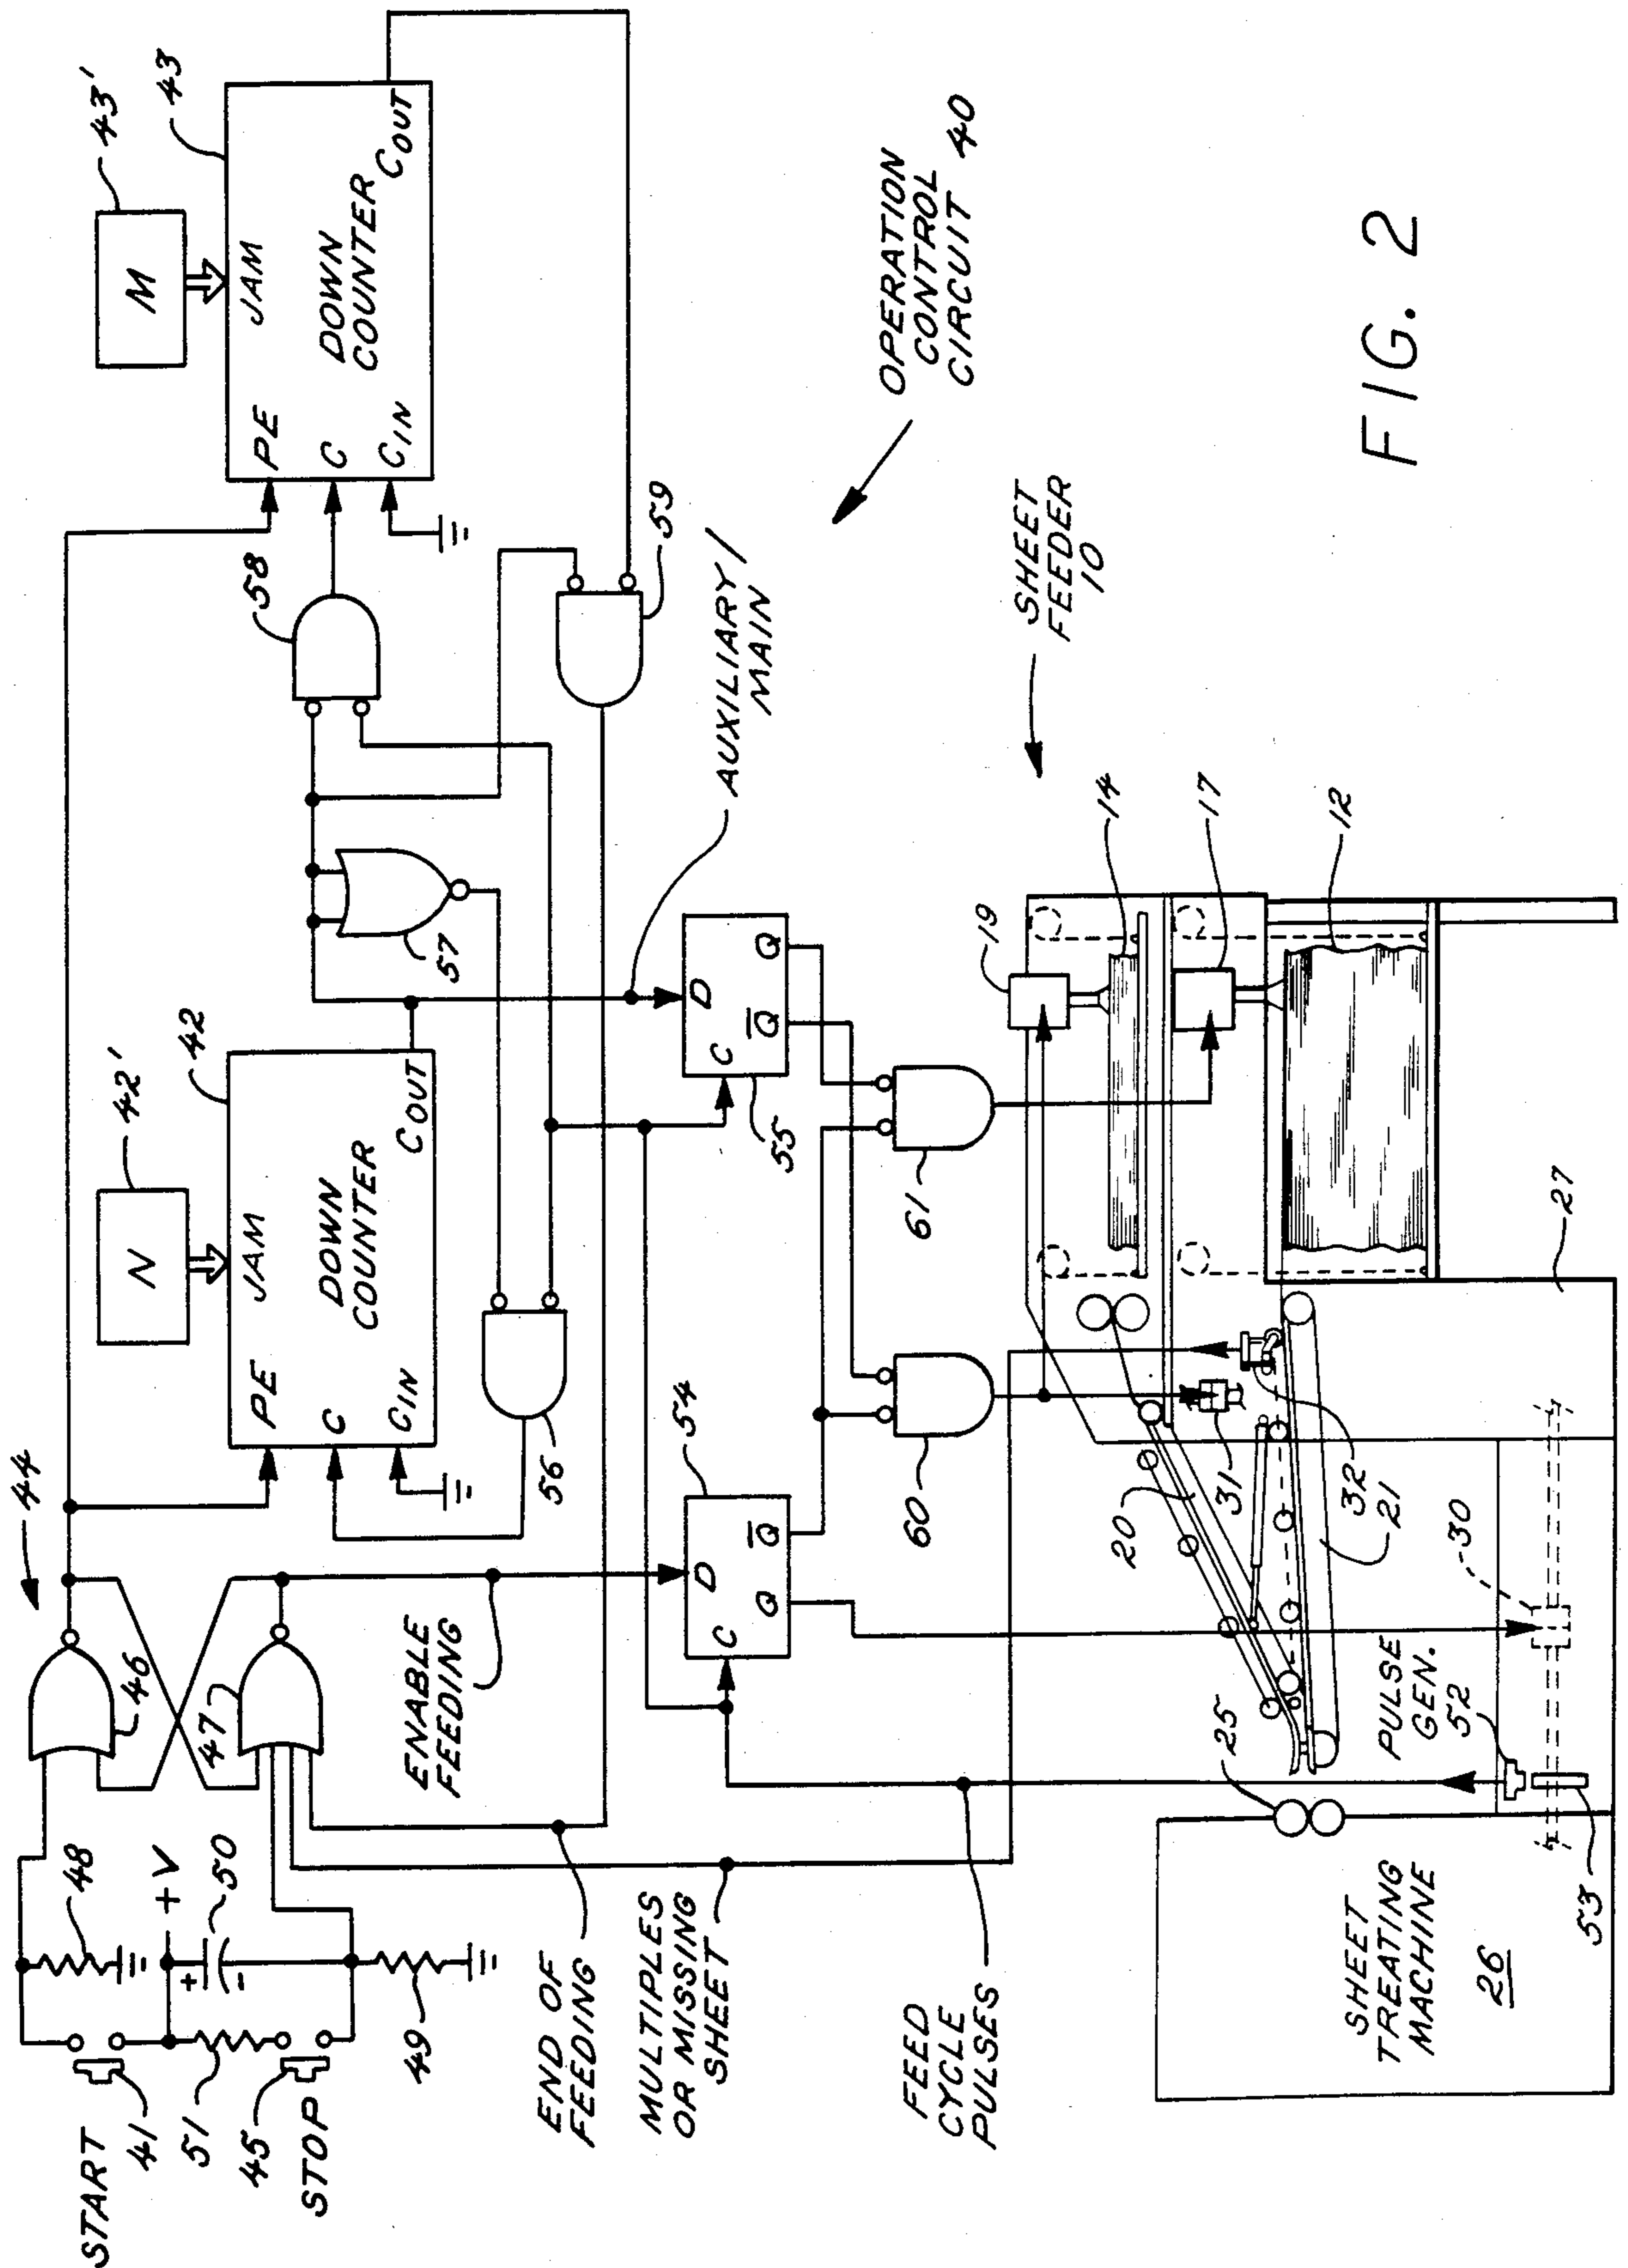 START
41
51
45
STOP
48
+V
50
+
-
49
44
46
47
N
42'
42
PE
JAM
C
DOWN
COUNTER
CIN
COUT
56
57
58
M
43'
43
PE
JAM
C
DOWN
COUNTER
CIN
COUT
59
AUXILIARY/
MAIN
OPERATION
CONTROL
CIRCUIT 40
END OF
FEEDING
MULTIPLES
OR MISSING
SHEET
ENABLE
FEEDING
FEED
CYCLE
PULSES
54
C
D
Q
Q̅
55
C
D
Q̅
Q
60
61
SHEET
FEEDER
10
19
14
17
12
20
31
32
21
27
25
PULSE
GEN.
52
30
53
SHEET
TREATING
MACHINE
26
FIG. 2